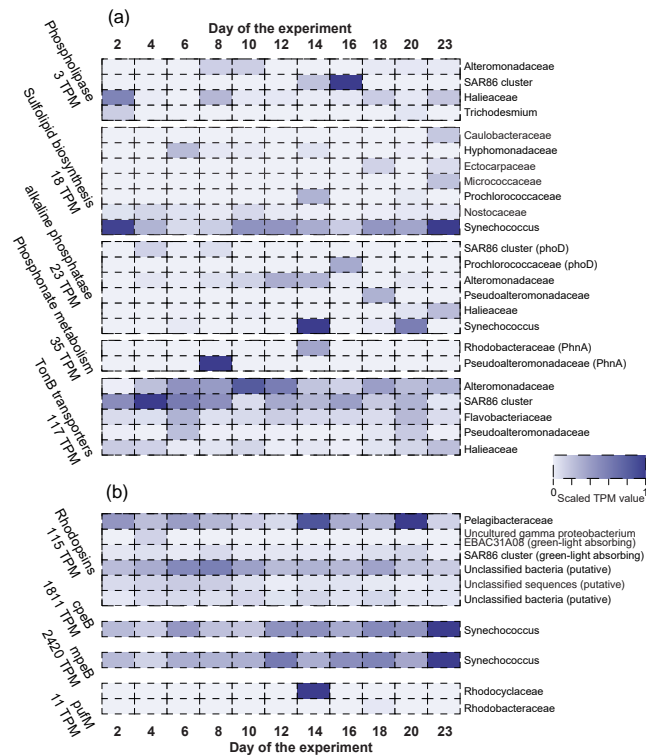 (a)
Day of the experiment
2 4 6 8 10 12 14 16 18 20 23
Phospholipase
3 TPM
Alteromonadaceae
SAR86 cluster
Halieaceae
Trichodesmium
Sulfolipid biosynthesis
18 TPM
Caulobacteraceae
Hyphomonadaceae
Ectocarpaceae
Micrococcaceae
Prochlorococcaceae
Nostocaceae
Synechococcus
alkaline phosphatase
23 TPM
SAR86 cluster (phoD)
Prochlorococcaceae (phoD)
Alteromonadaceae
Pseudoalteromonadaceae
Halieaceae
Synechococcus
Phosphonate metabolism
35 TPM
Rhodobacteraceae (PhnA)
Pseudoalteromonadaceae (PhnA)
TonB transporters
117 TPM
Alteromonadaceae
SAR86 cluster
Flavobacteriaceae
Pseudoalteromonadaceae
Halieaceae
0 1
Scaled TPM value
(b)
Rhodopsins
115 TPM
Pelagibacteraceae
Uncultured gamma proteobacterium
EBAC31A08 (green-light absorbing)
SAR86 cluster (green-light absorbing)
Unclassified bacteria (putative)
Unclassified sequences (putative)
Unclassified bacteria (putative)
cpeB
1811 TPM
Synechococcus
mpeB
2420 TPM
Synechococcus
pufM
11 TPM
Rhodocyclaceae
Rhodobacteraceae
2 4 6 8 10 12 14 16 18 20 23
Day of the experiment